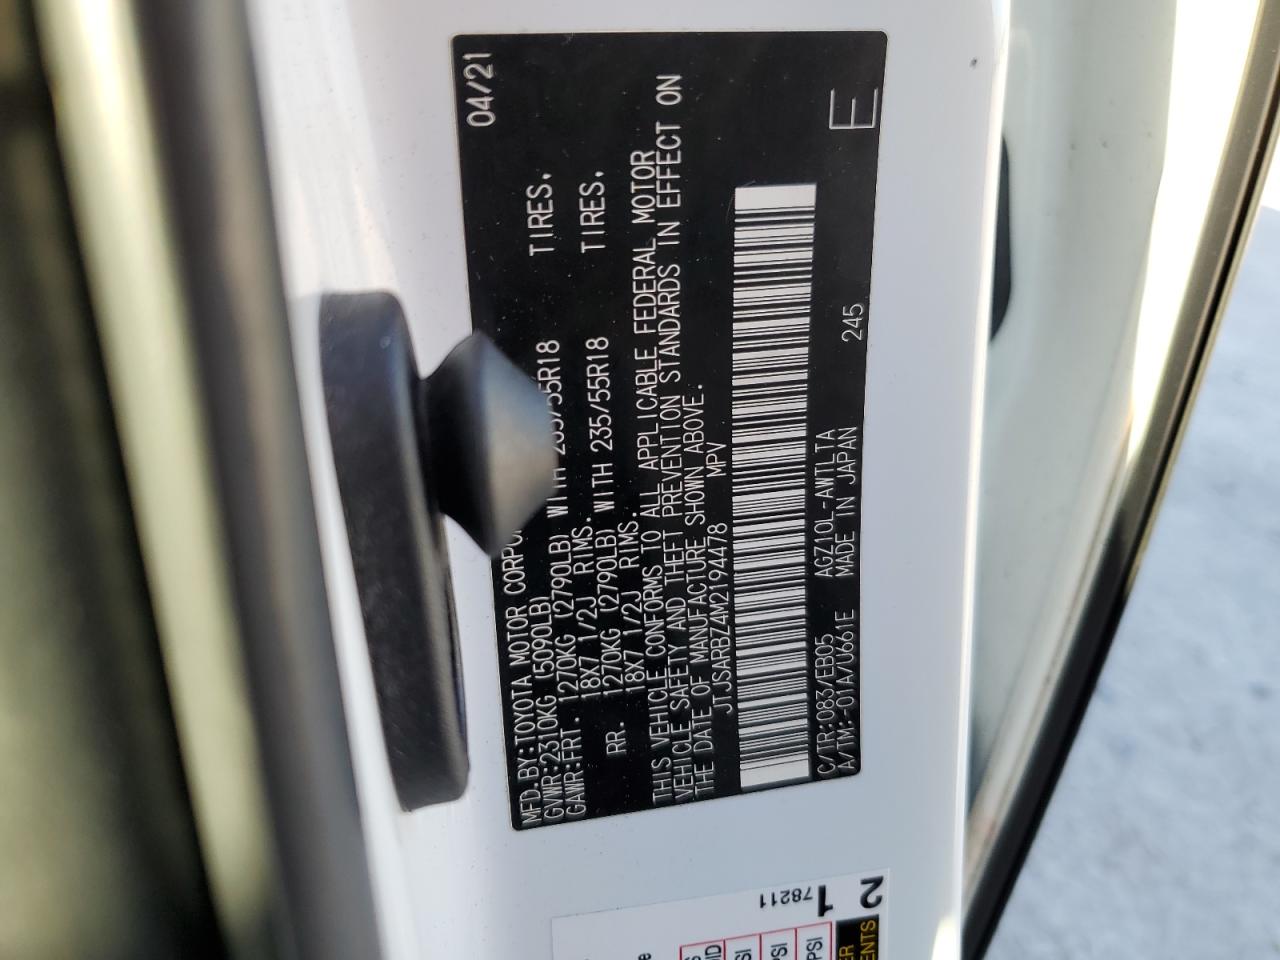 MFD.BY:TOYOTA MOTOR 04/21
GVWR:2310KG (5090LB)
GAWR:FRT. 1270KG (2790LB) WITH TIRES.
18X7 1/2J RIMS.
RR. 1270KG (2790LB) WITH 235/55R18 TIRES.
18X7 1/2J RIMS.
THIS VEHICLE CONFORMS TO ALL APPLICABLE FEDERAL MOTOR
VEHICLE SAFETY AND THEFT PREVENTION STANDARDS IN EFFECT ON
THE DATE OF MANUFACTURE SHOWN ABOVE.
JTJSARBZ4M2194478 MPV
C/TR:083/EB05 AGZ10L-AWTLTA
A/TM:-01A/U661E MADE IN JAPAN 245
E
78211
1
2
PSI
PSI
PSI